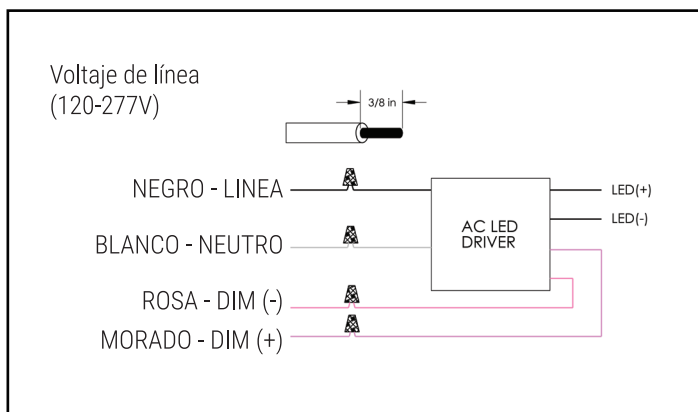 Voltaje de línea
(120-277V)
3/8 in
NEGRO - LINEA
BLANCO - NEUTRO
ROSA - DIM (-)
MORADO - DIM (+)
AC LED
DRIVER
LED(+)
LED(-)